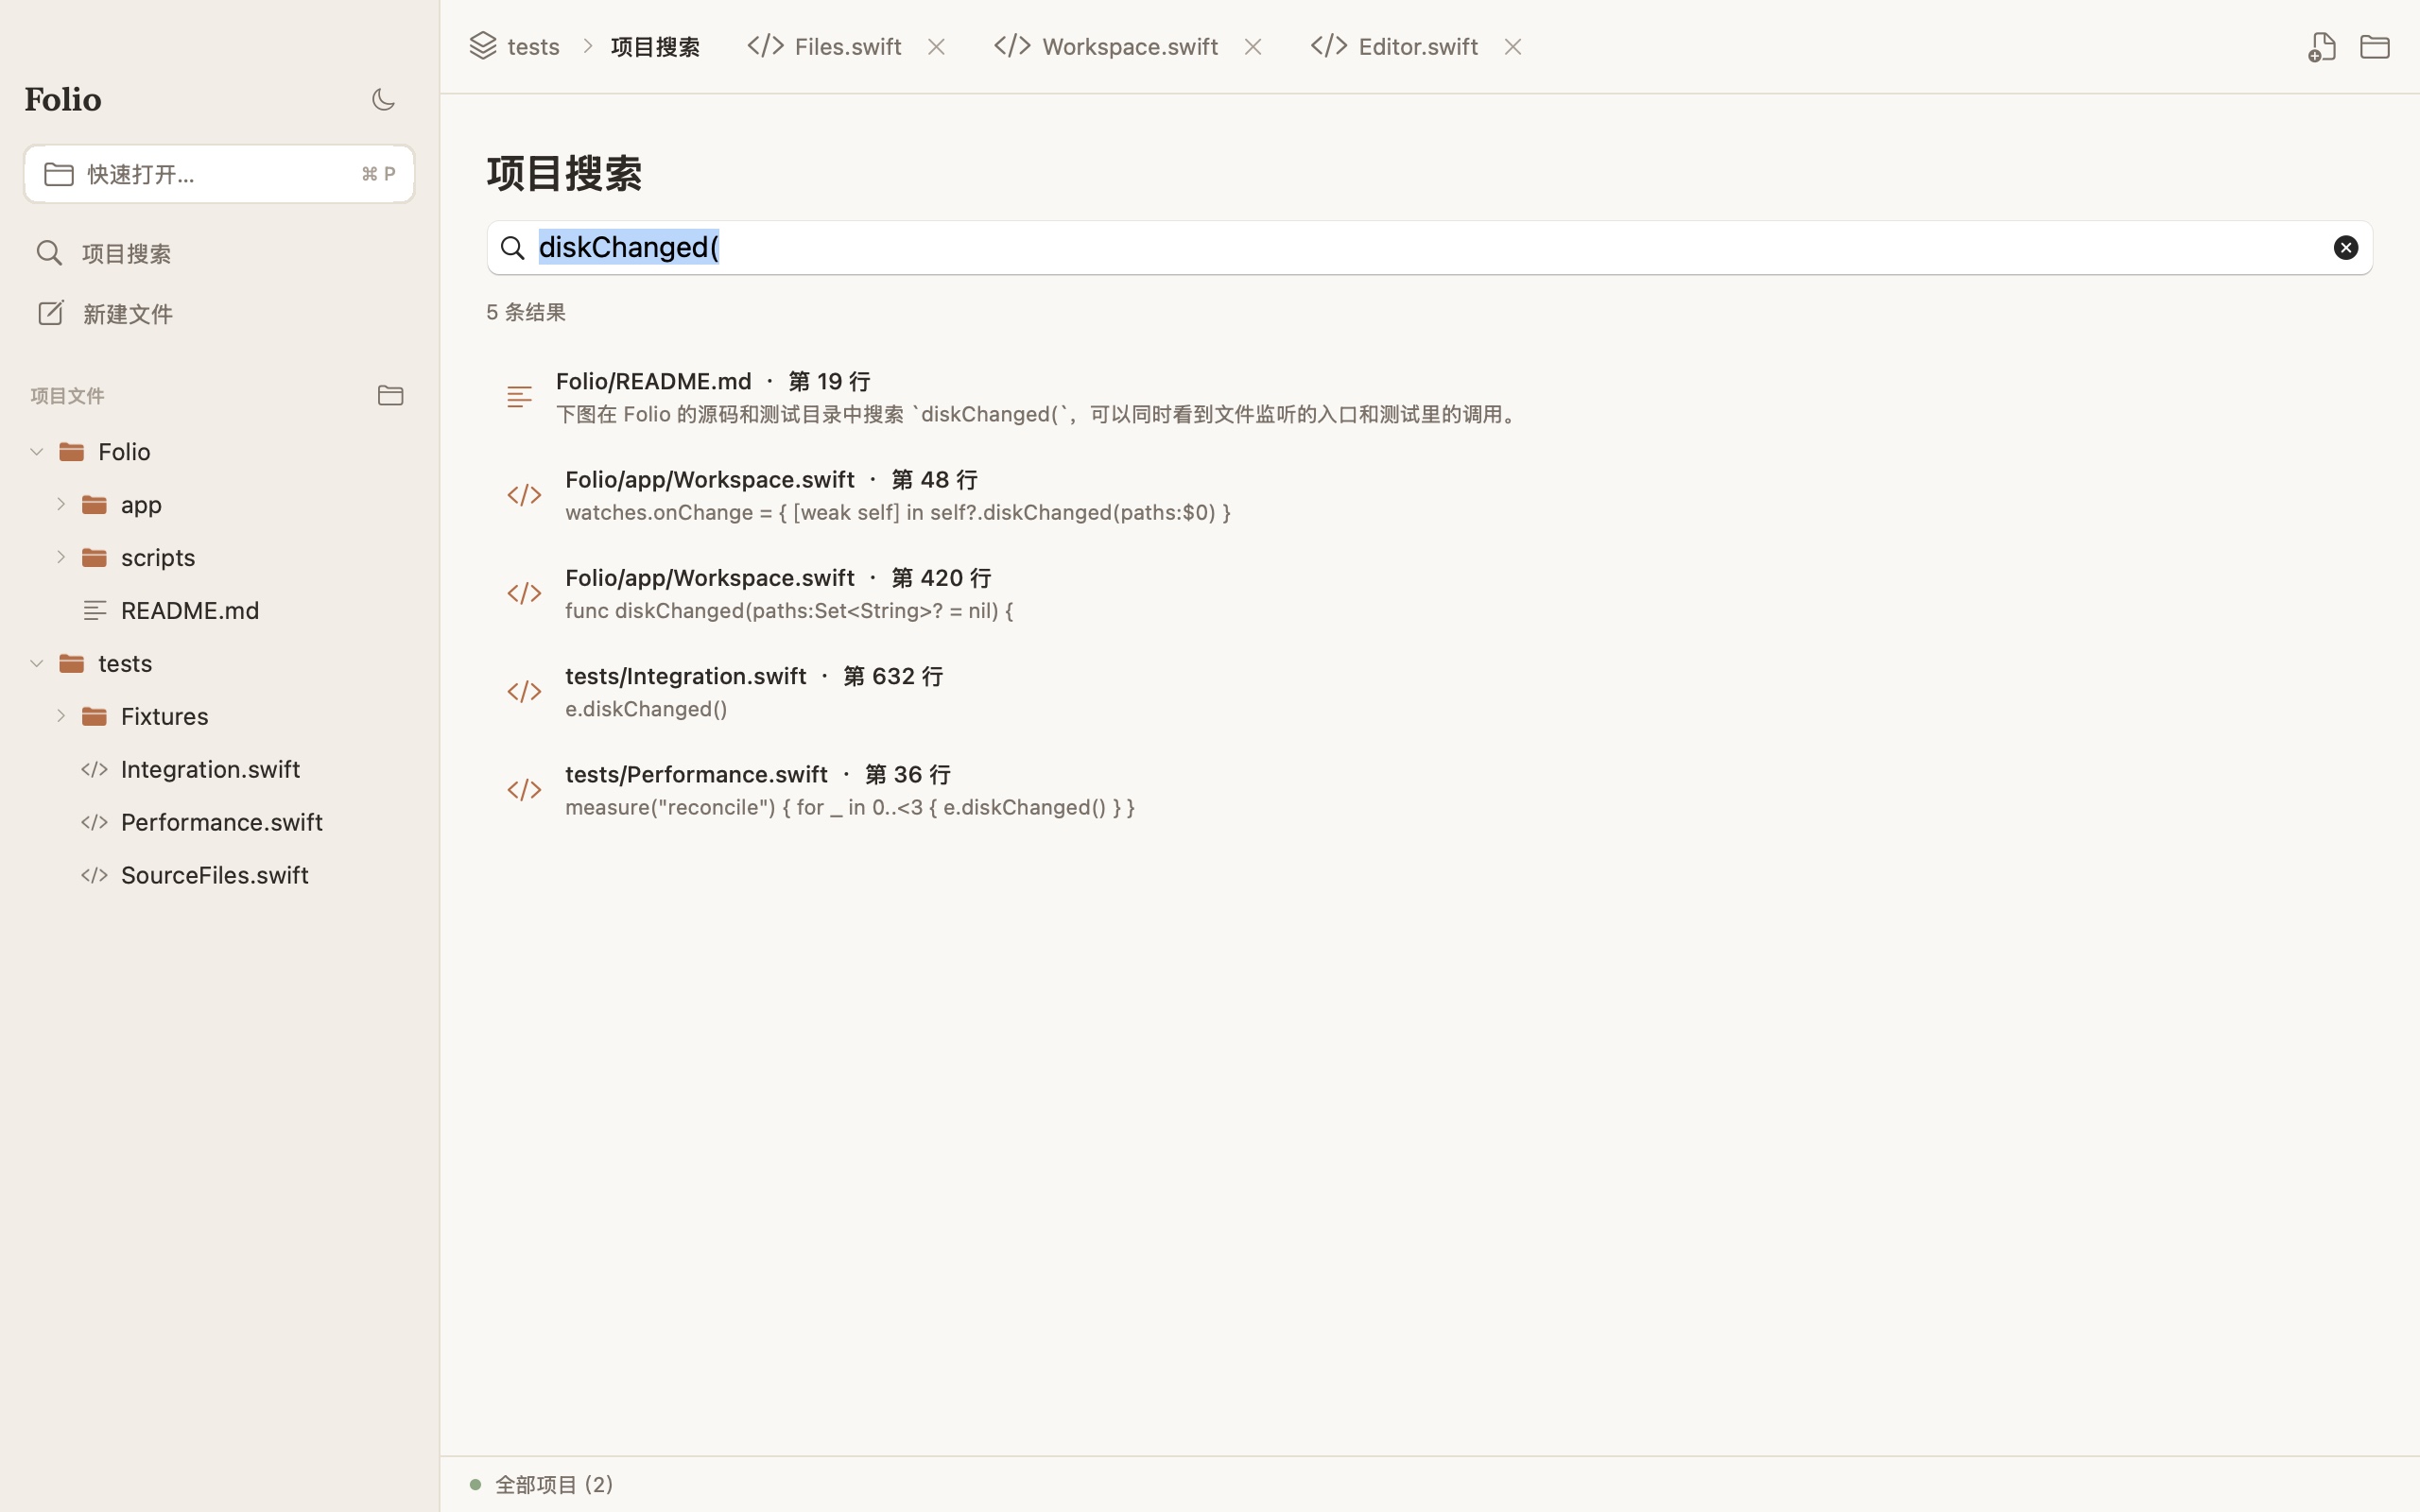 Folio
快速打开... ⌘ P
项目搜索
新建文件
项目文件
Folio
app
scripts
README.md
tests
Fixtures
Integration.swift
Performance.swift
SourceFiles.swift
tests > 项目搜索 </> Files.swift × </> Workspace.swift × </> Editor.swift ×
项目搜索
diskChanged(
5 条结果
Folio/README.md · 第 19 行
下图在 Folio 的源码和测试目录中搜索 `diskChanged(`，可以同时看到文件监听的入口和测试里的调用。
Folio/app/Workspace.swift · 第 48 行
watches.onChange = { [weak self] in self?.diskChanged(paths:$0) }
Folio/app/Workspace.swift · 第 420 行
func diskChanged(paths:Set<String>? = nil) {
tests/Integration.swift · 第 632 行
e.diskChanged()
tests/Performance.swift · 第 36 行
measure("reconcile") { for _ in 0..<3 { e.diskChanged() } }
全部项目 (2)